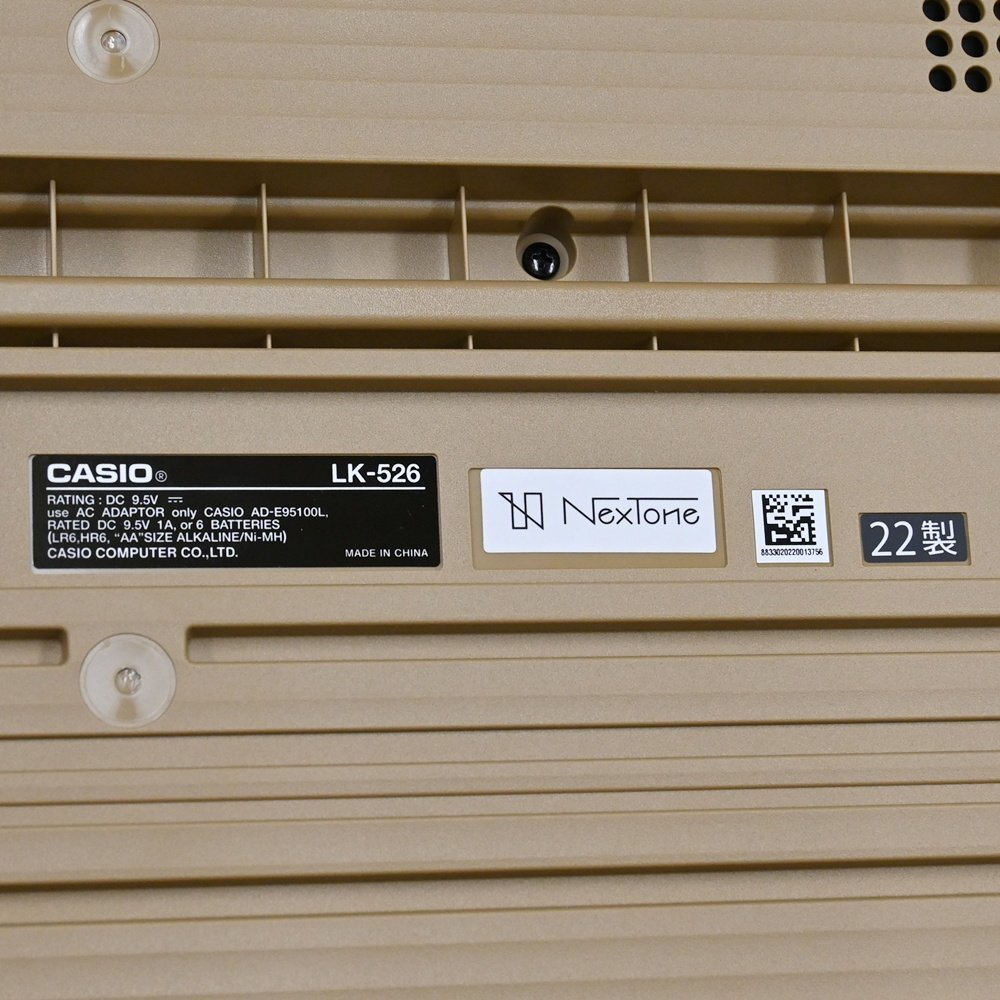 CASIO® LK-526
RATING : DC 9.5V ⎓
use AC ADAPTOR only CASIO AD-E95100L,
RATED DC 9.5V 1A, or 6 BATTERIES
(LR6,HR6, “AA”SIZE ALKALINE/Ni-MH)
CASIO COMPUTER CO.,LTD. MADE IN CHINA
NexTone
8833020220013756
22製